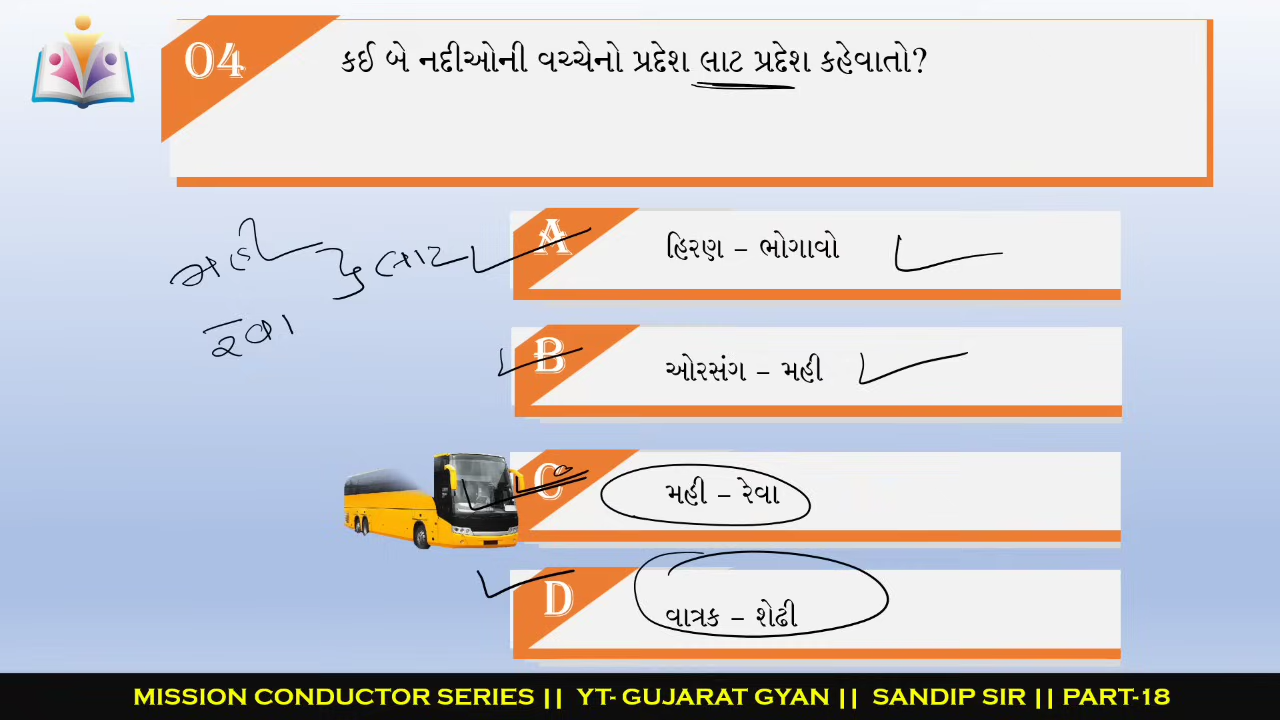 04
કઈ બે નદીઓની વચ્ચેનો પ્રદેશ લાટ પ્રદેશ કહેવાતો?
A
હિરણ – ભોગાવો
મહી
લાટ
રેવા
B
ઓરસંગ – મહી
C
મહી – રેવા
D
વાત્રક – શેઢી
MISSION CONDUCTOR SERIES || YT- GUJARAT GYAN || SANDIP SIR || PART-18